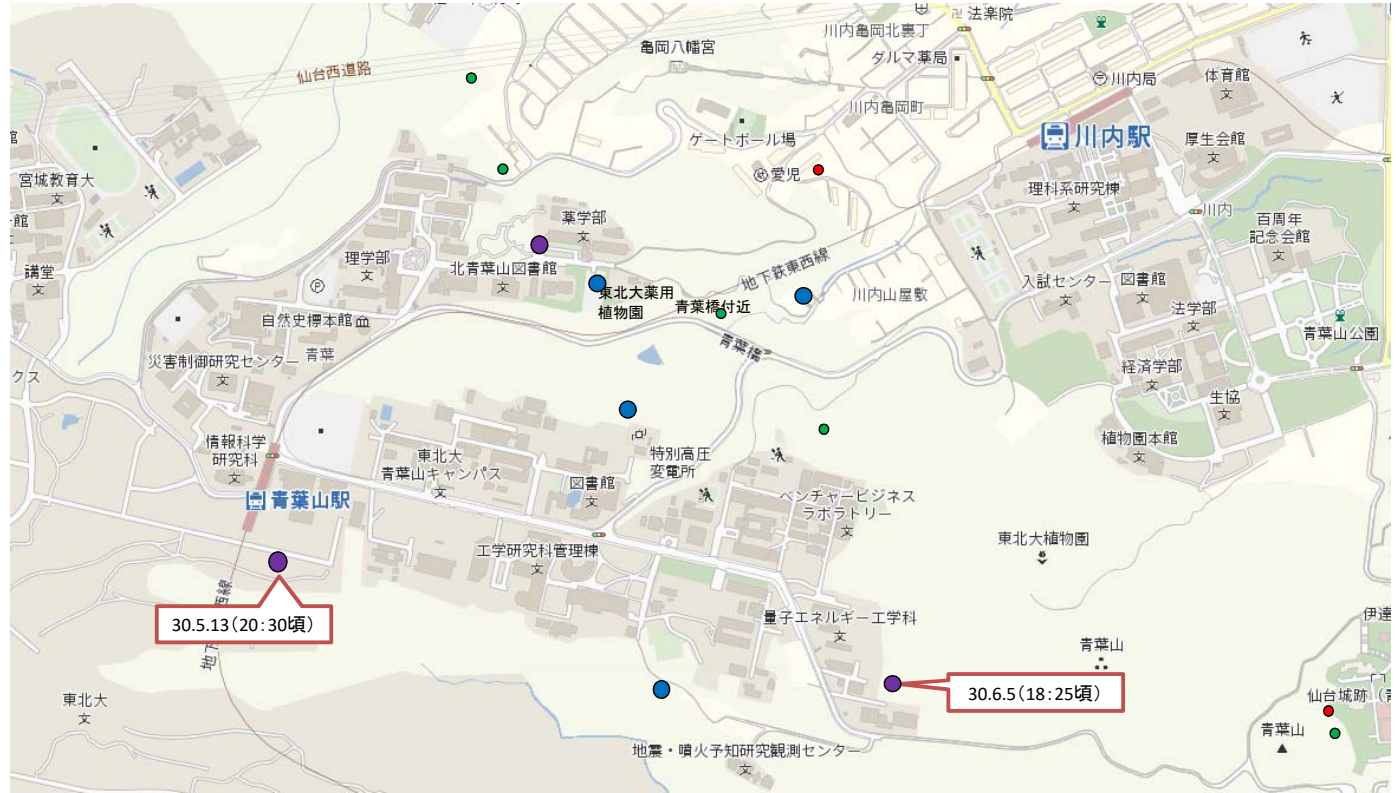 法楽院
川内亀岡北裏丁
亀岡八幡宮
ダルマ薬局
仙台西道路
川内局
体育館
文
川内亀岡町
館
ゲートボール場
川内駅
厚生会館
文
宮城教育大
文
愛児
理科系研究棟
文
館
文
薬学部
文
川内
百周年
記念会館
文
理学部
文
北青葉山図書館
文
地下鉄東西線
講堂
文
東北大薬用
植物園
青葉橋付近
川内山屋敷
入試センター
文
図書館
文
法学部
文
自然史標本館
青葉山公園
青葉橋
災害制御研究センター
文
青葉
クス
経済学部
文
生協
文
情報科学
研究科
文
東北大
青葉山キャンパス
文
特別高圧
変電所
植物園本館
文
図書館
文
青葉山駅
ベンチャービジネス
ラボラトリー
文
工学研究科管理棟
文
東北大植物園
30.5.13(20:30頃)
量子エネルギー工学科
文
伊達
青葉山
東北大
文
30.6.5(18:25頃)
仙台城跡
青葉山
地震・噴火予知研究観測センター
文